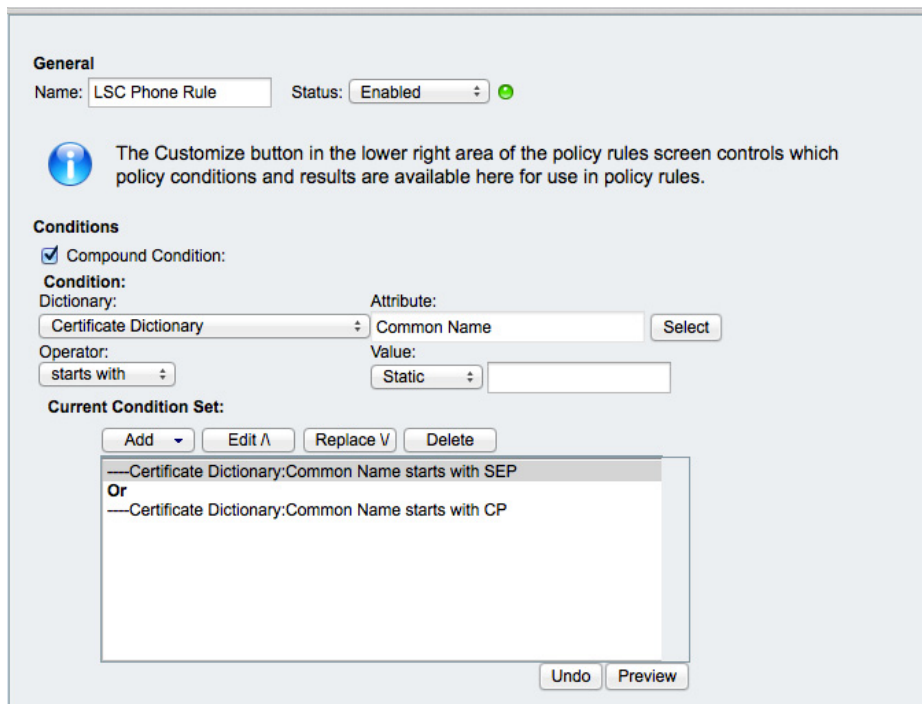 General
Name: LSC Phone Rule Status: Enabled
The Customize button in the lower right area of the policy rules screen controls which
policy conditions and results are available here for use in policy rules.
Conditions
Compound Condition:
Condition:
Dictionary: Attribute:
Certificate Dictionary Common Name Select
Operator: Value:
starts with Static
Current Condition Set:
Add Edit /\ Replace \/ Delete
----Certificate Dictionary:Common Name starts with SEP
Or
----Certificate Dictionary:Common Name starts with CP
Undo Preview